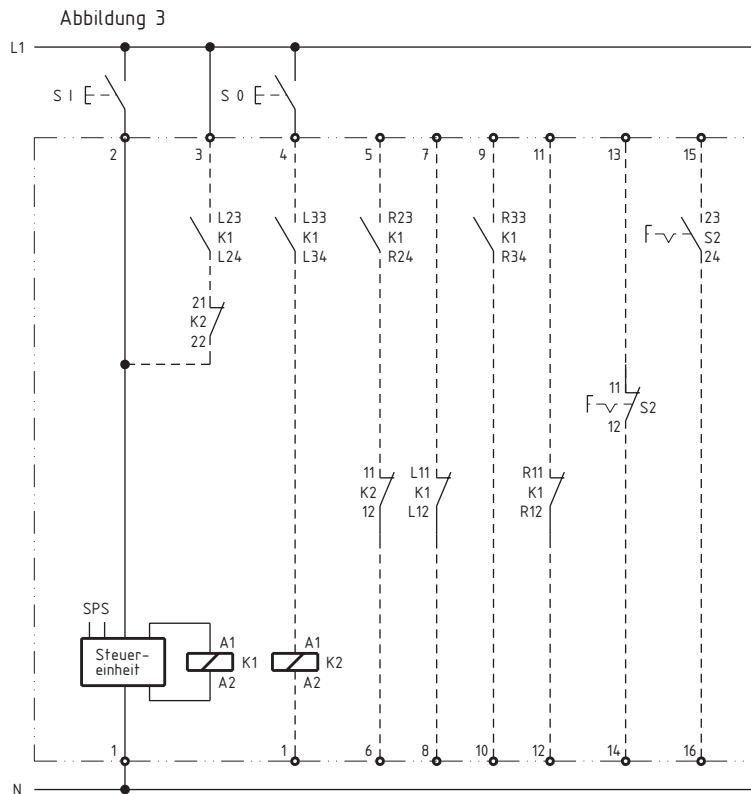 Abbildung 3
L1
S1
S0
2
3
4
5
7
9
11
13
15
L23
K1
L24
L33
K1
L34
R23
K1
R24
R33
K1
R34
23
S2
24
21
K2
22
11
S2
12
11
K2
12
L11
K1
L12
R11
K1
R12
SPS
Steuer-
einheit
A1
K1
A2
A1
K2
A2
1
1
6
8
10
12
14
16
N